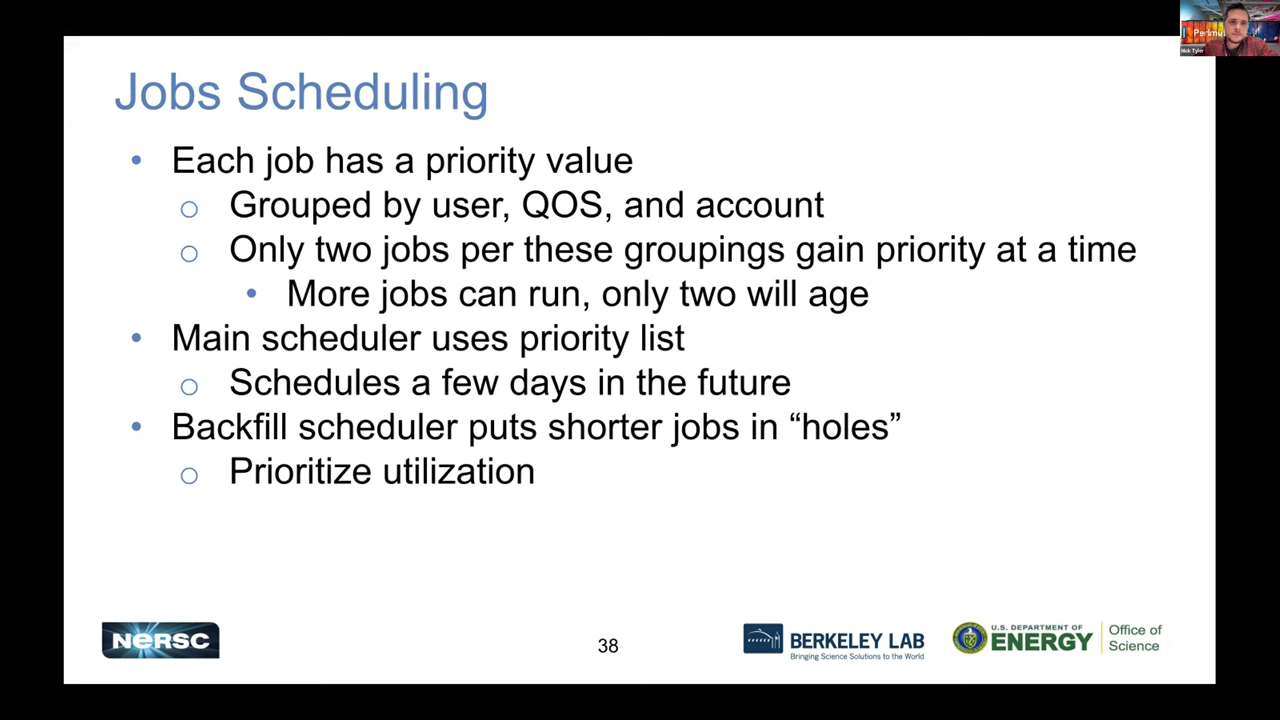 Jobs Scheduling
• Each job has a priority value
○ Grouped by user, QOS, and account
○ Only two jobs per these groupings gain priority at a time
• More jobs can run, only two will age
• Main scheduler uses priority list
○ Schedules a few days in the future
• Backfill scheduler puts shorter jobs in “holes”
○ Prioritize utilization
NERSC
38
BERKELEY LAB
Bringing Science Solutions to the World
U.S. DEPARTMENT OF
ENERGY
Office of
Science
Nick Tyler